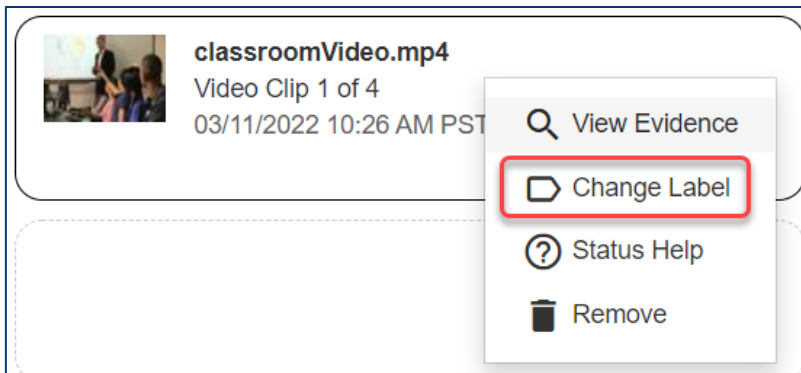 classroomVideo.mp4
Video Clip 1 of 4
03/11/2022 10:26 AM PST
View Evidence
Change Label
Status Help
Remove